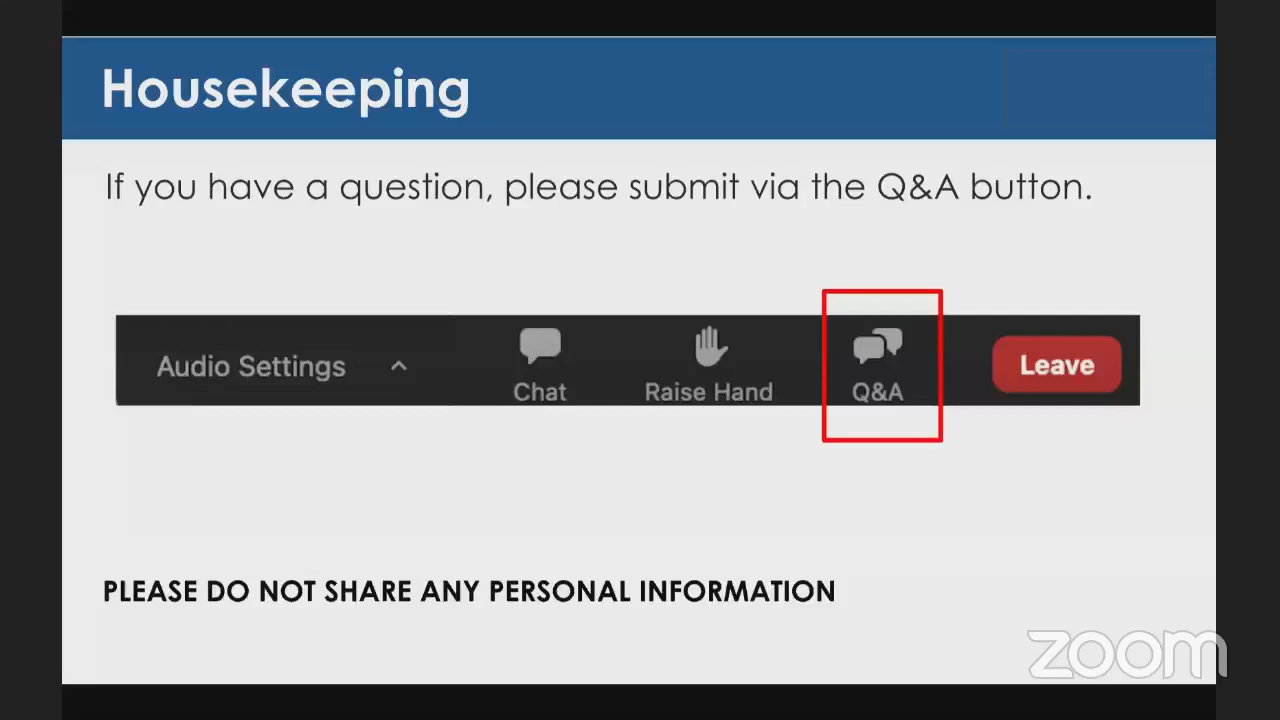 Housekeeping
If you have a question, please submit via the Q&A button.
Audio Settings
Chat
Raise Hand
Q&A
Leave
PLEASE DO NOT SHARE ANY PERSONAL INFORMATION
zoom